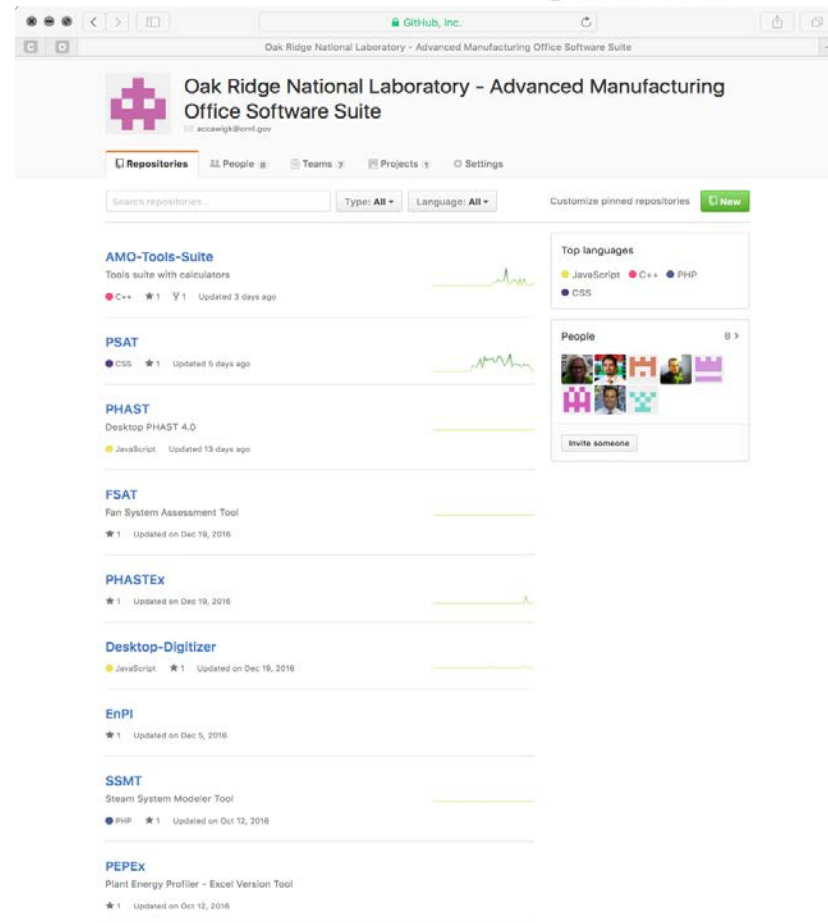 GitHub, Inc.
Oak Ridge National Laboratory - Advanced Manufacturing Office Software Suite
Oak Ridge National Laboratory - Advanced Manufacturing
Office Software Suite
accawigk@ornl.gov
Repositories People 8 Teams 7 Projects 1 Settings
Search repositories... Type: All Language: All Customize pinned repositories New
AMO-Tools-Suite
Tools suite with calculators
C++ 1 1 Updated 3 days ago
Top languages
JavaScript C++ PHP
CSS
PSAT
CSS 1 Updated 5 days ago
People 8
Invite someone
PHAST
Desktop PHAST 4.0
JavaScript Updated 13 days ago
FSAT
Fan System Assessment Tool
1 Updated on Dec 19, 2016
PHASTEx
1 Updated on Dec 19, 2016
Desktop-Digitizer
JavaScript 1 Updated on Dec 19, 2016
EnPI
1 Updated on Dec 5, 2016
SSMT
Steam System Modeler Tool
PHP 1 Updated on Oct 12, 2016
PEPEx
Plant Energy Profiler - Excel Version Tool
1 Updated on Oct 12, 2016